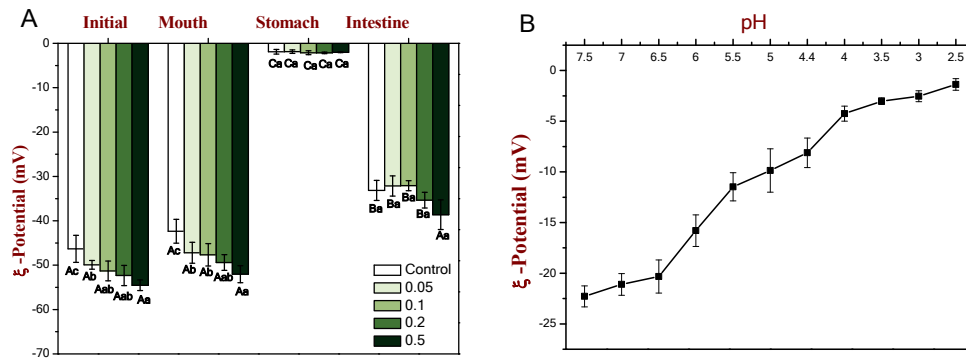 A
Initial Mouth Stomach Intestine
0
-5
-20
-30
-40
-50
-60
-70
ξ -Potential (mV)
Ca Ca Ca Ca Ca
Ba Ba Ba Ba Aa
Ac Ab Aab Aab Aa
Ac Ab Ab Aab Aa
Control
0.05
0.1
0.2
0.5
B
pH
7.5 7 6.5 6 5.5 5 4.4 4 3.5 3 2.5
0
-5
-10
-15
-20
-25
ξ -Potential (mV)